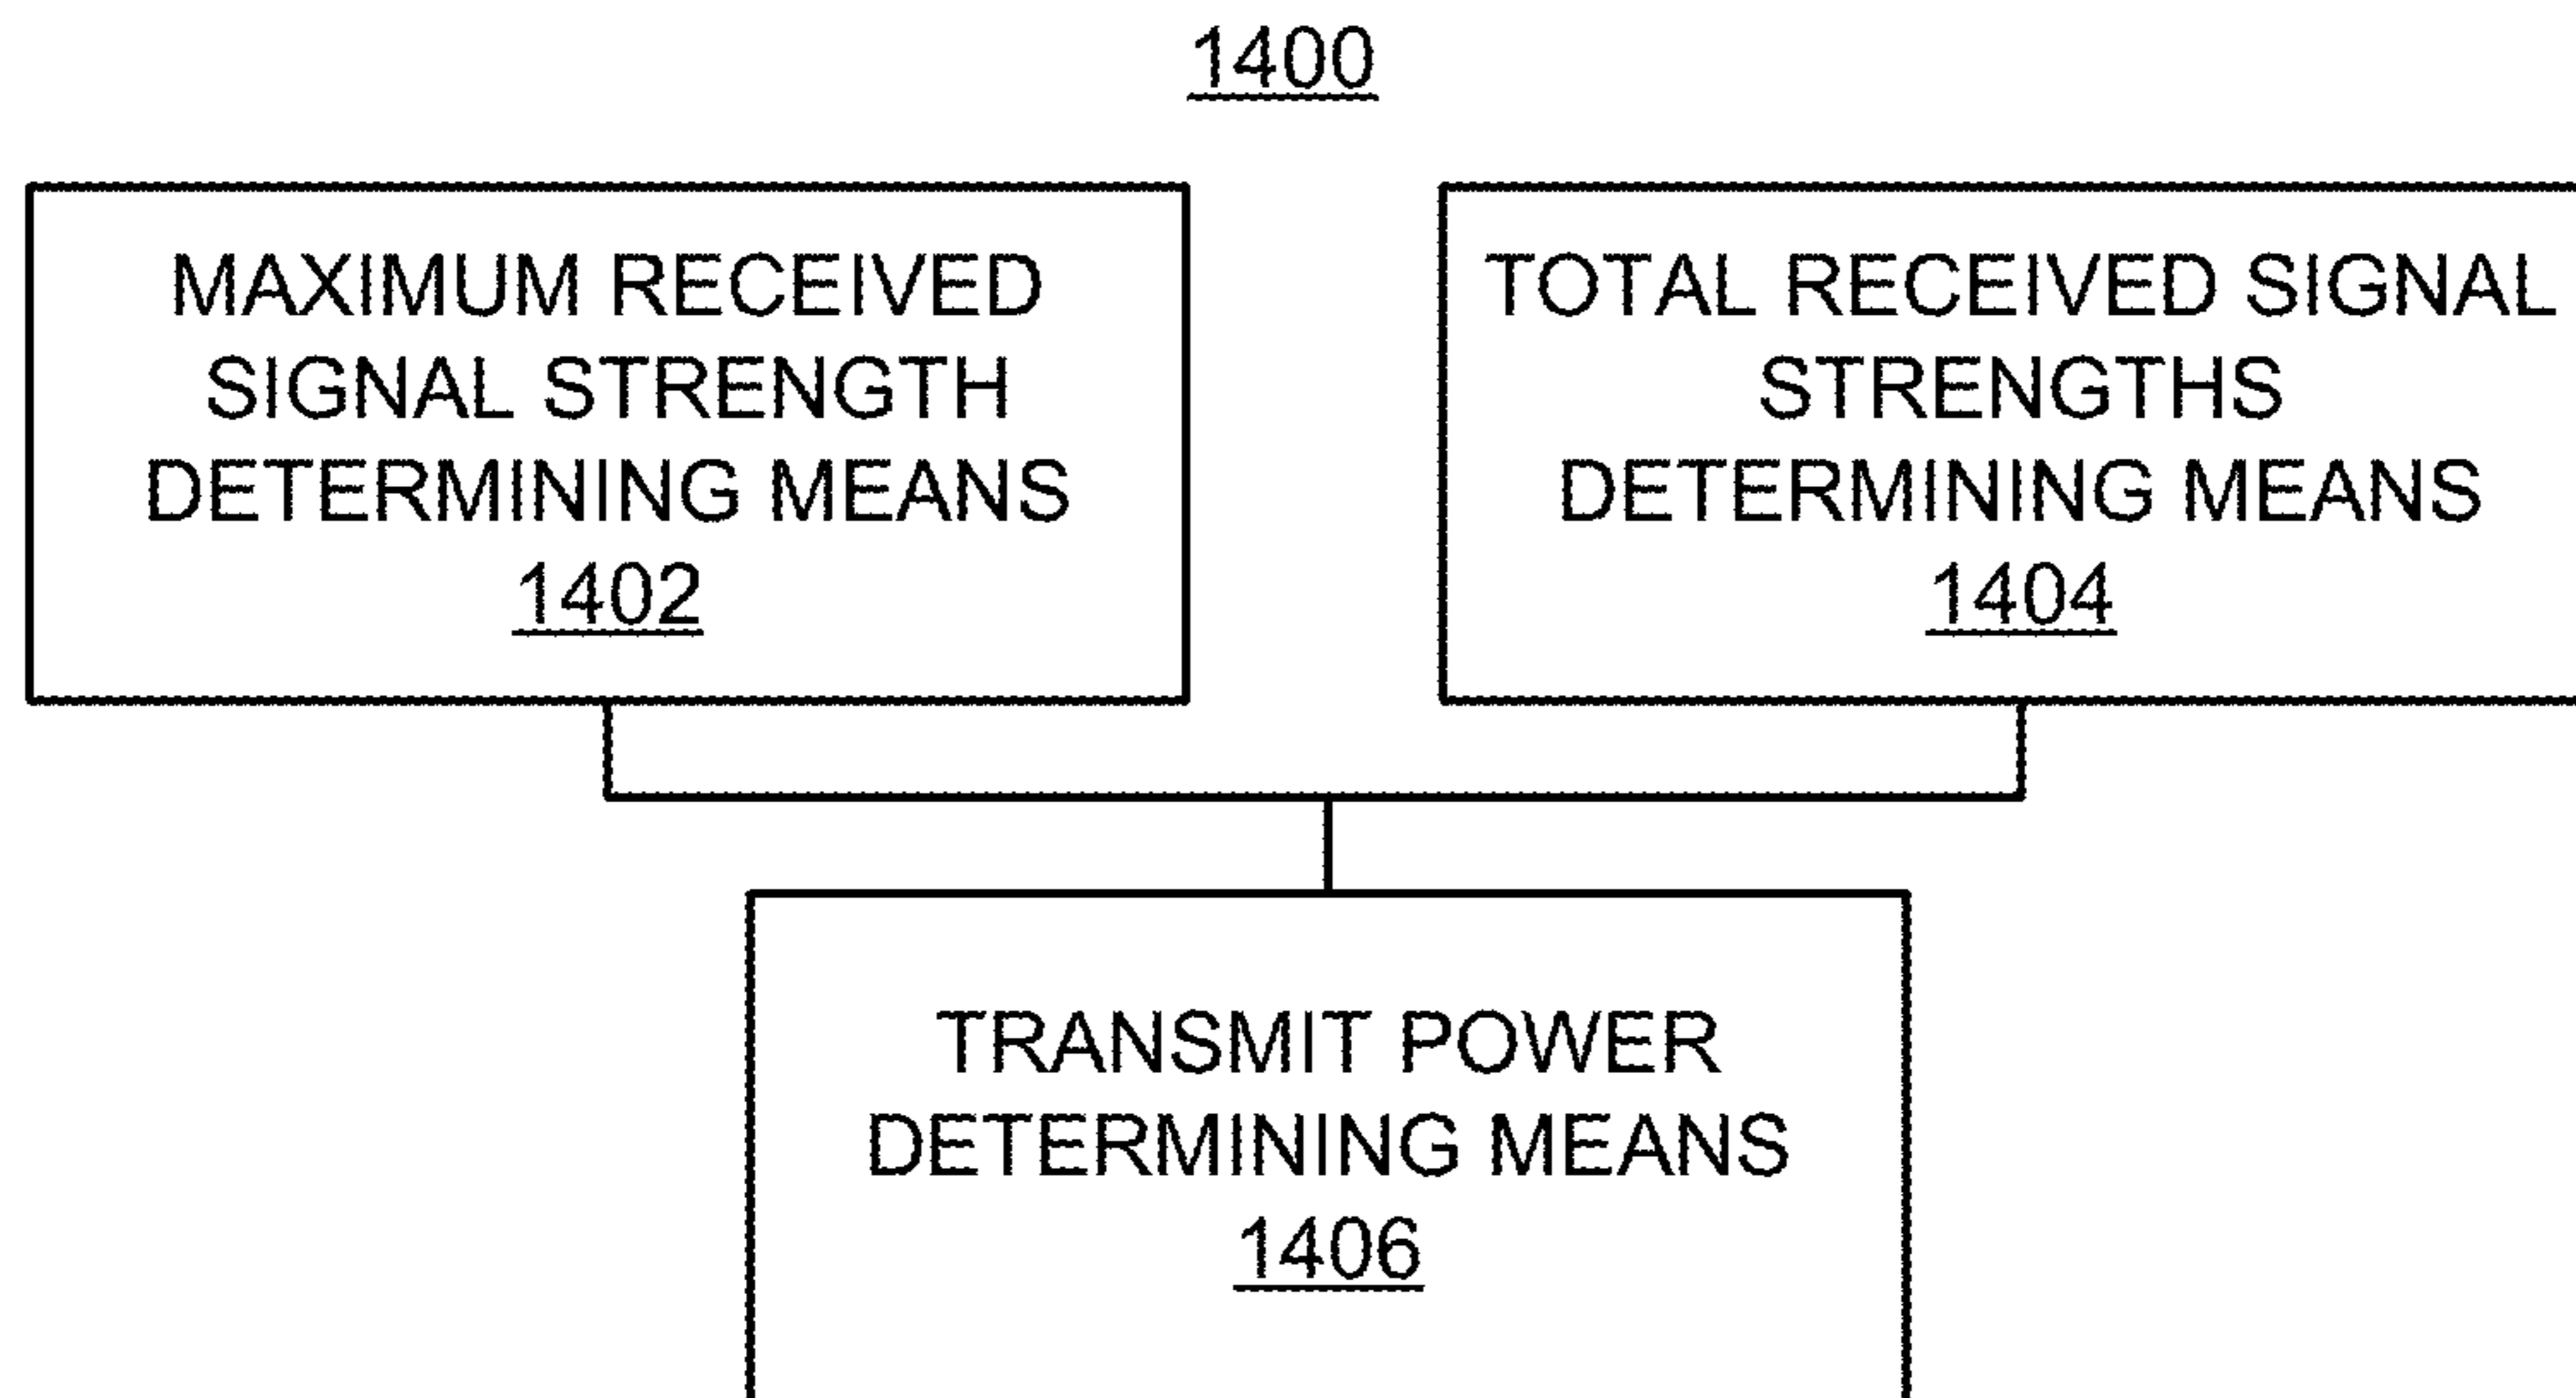 1400
MAXIMUM RECEIVED
SIGNAL STRENGTH
DETERMINING MEANS
1402
TOTAL RECEIVED SIGNAL
STRENGTHS
DETERMINING MEANS
1404
TRANSMIT POWER
DETERMINING MEANS
1406